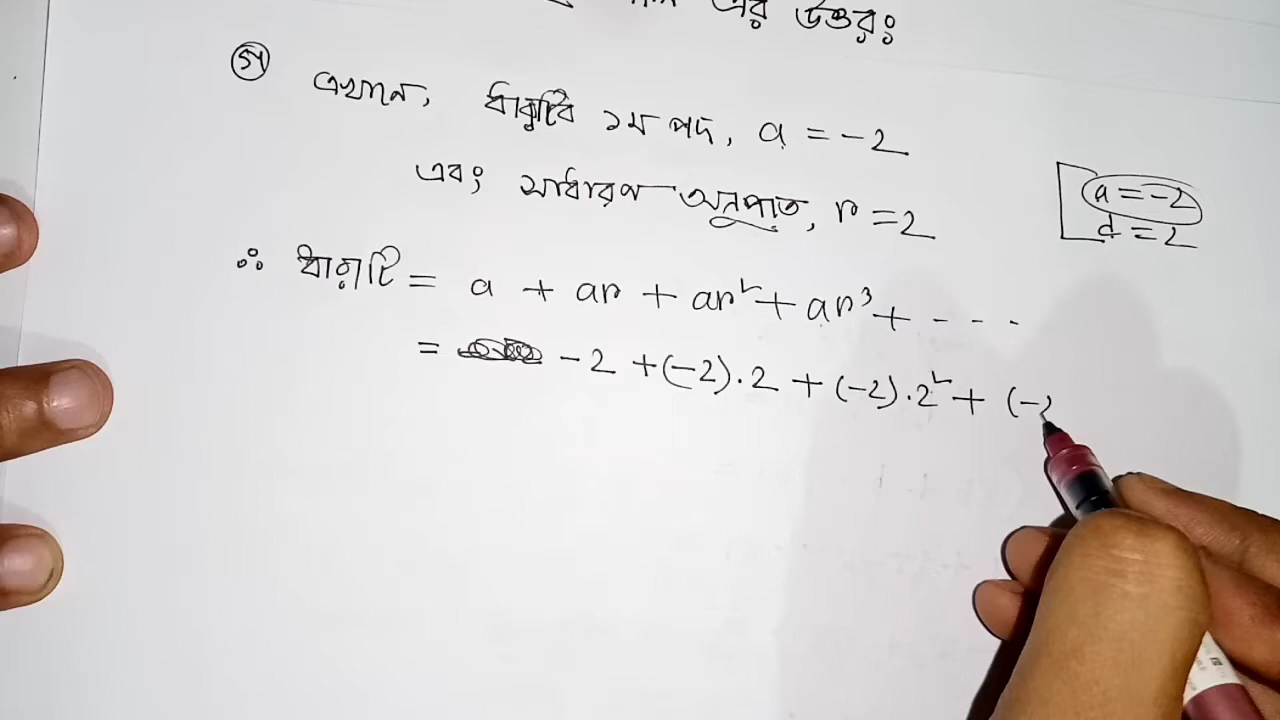 এর উত্তরঃ
গ এখানে, ধারাটির ১ম পদ, a = -2
এবং সাধারণ অনুপাত, r = 2
a = -2
d = 2
∴ ধারাটি = a + ar + ar² + ar³ + - - -
= -2 + (-2).2 + (-2).2² + (-2